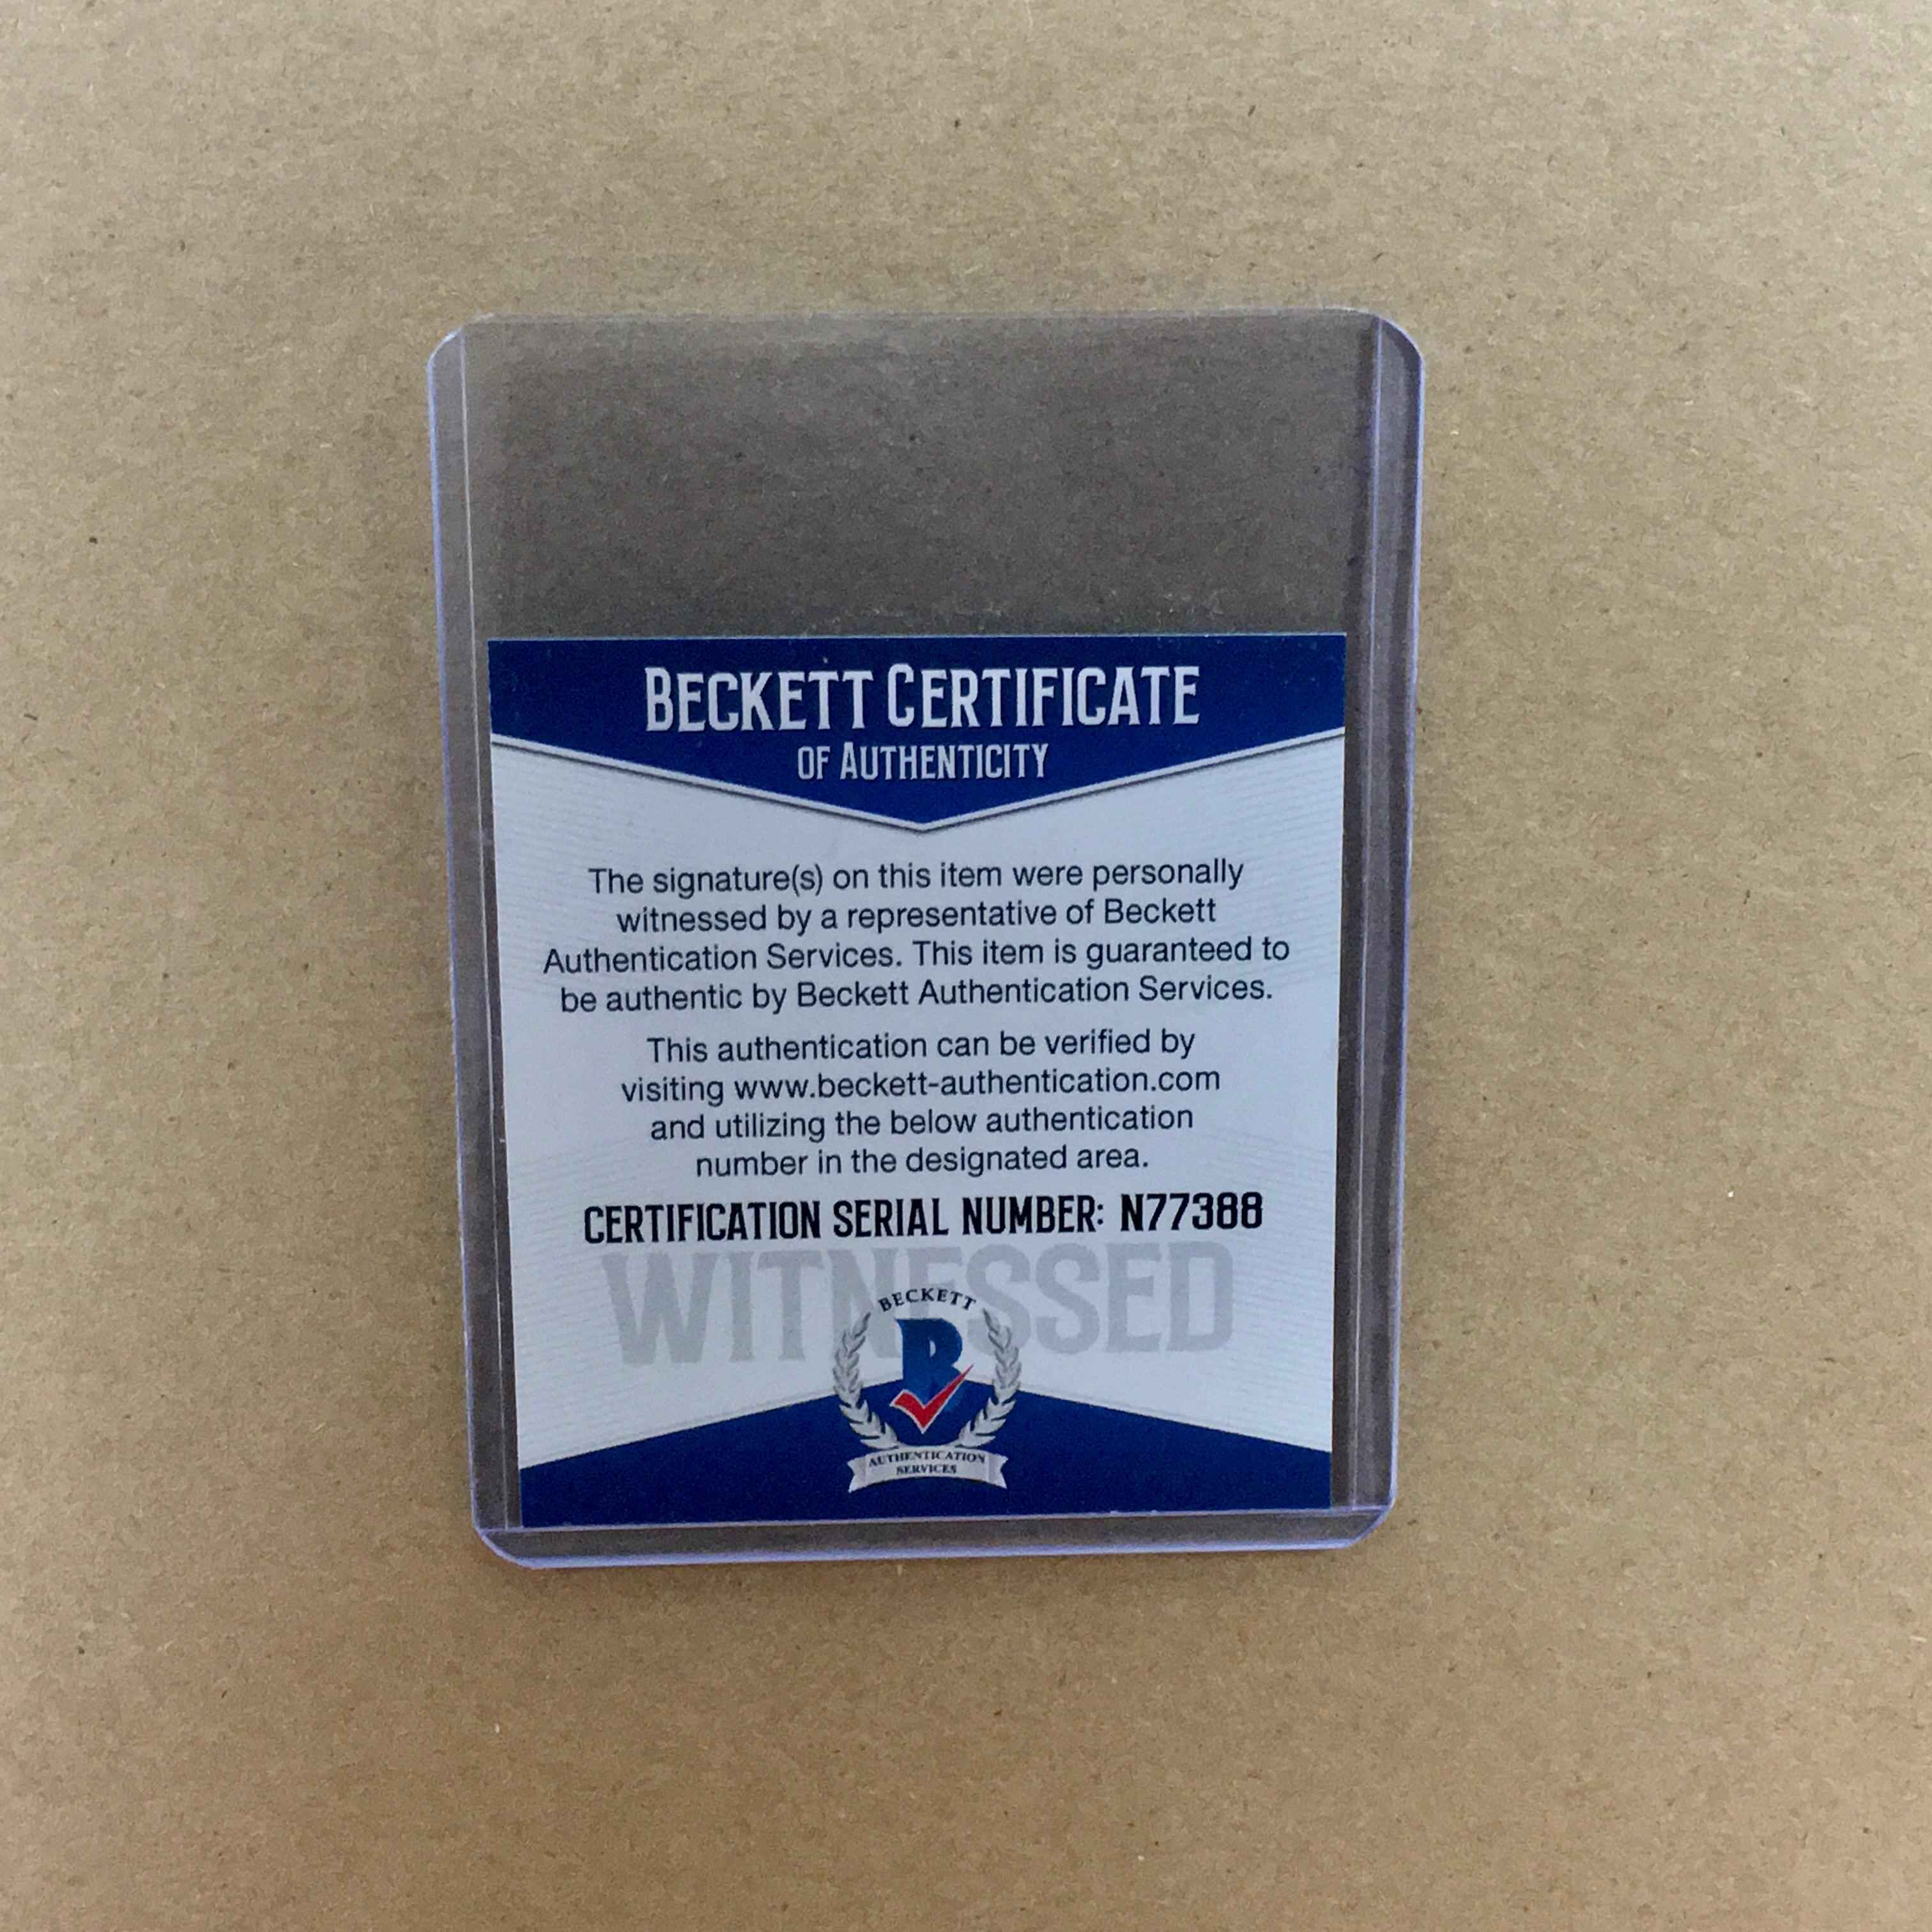 BECKETT CERTIFICATE
OF AUTHENTICITY
The signature(s) on this item were personally
witnessed by a representative of Beckett
Authentication Services. This item is guaranteed to
be authentic by Beckett Authentication Services.
This authentication can be verified by
visiting www.beckett-authentication.com
and utilizing the below authentication
number in the designated area.
CERTIFICATION SERIAL NUMBER: N77388
WITNESSED
BECKETT
B
AUTHENTICATION
SERVICES